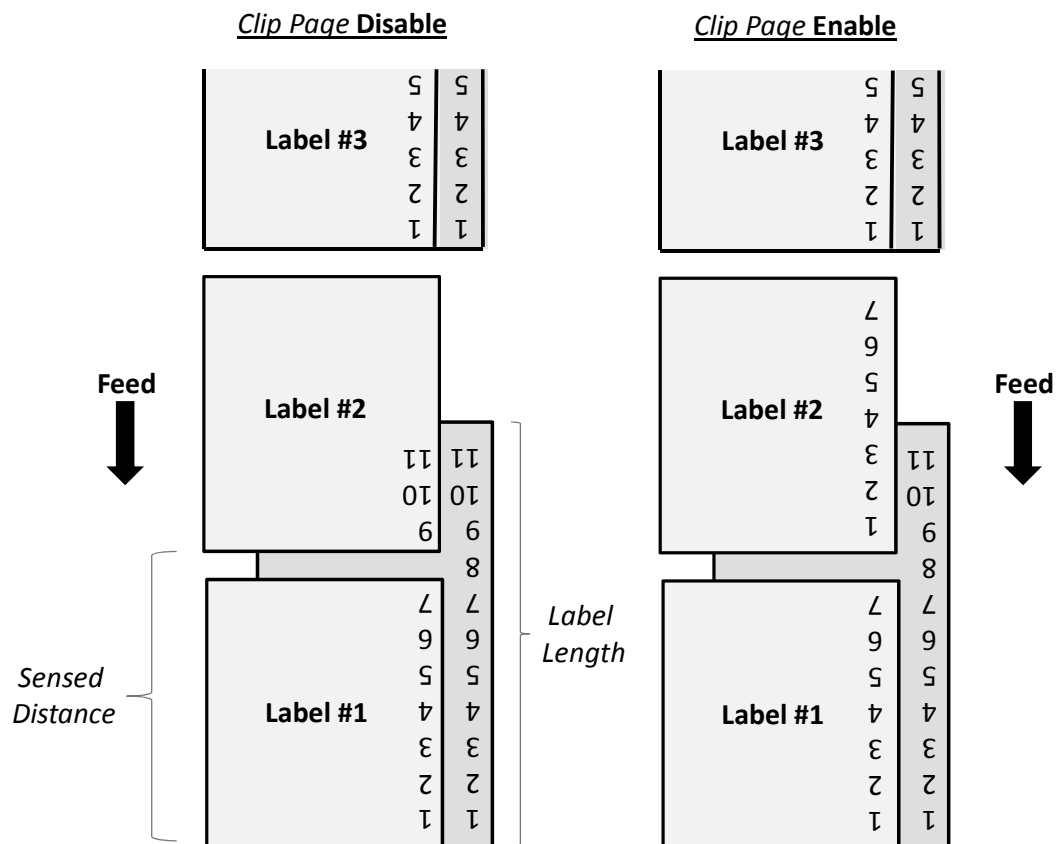 Clip Page Disable
Clip Page Enable
5 5
4 4
Label #3
3 3
2 2
1 1
5 5
4 4
Label #3
3 3
2 2
1 1
Feed
Label #2
11 11
10 10
9 9
8
7 7
6 6
5 5
Label #1
4 4
3 3
2 2
1 1
Sensed
Distance
Label
Length
7
6
5
Label #2
4
3 11
2 10
1 9
8
7 7
6 6
5 5
Label #1
4 4
3 3
2 2
1 1
Feed